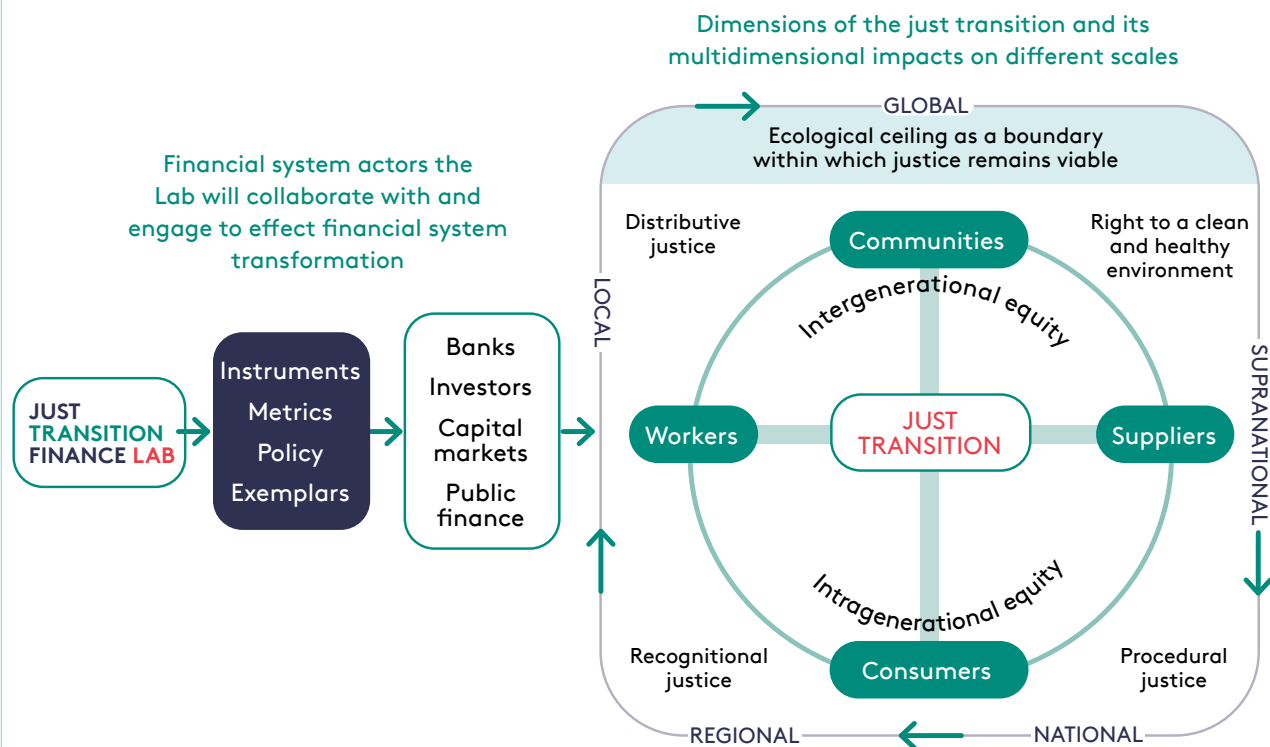 Dimensions of the just transition and its
multidimensional impacts on different scales
Financial system actors the
Lab will collaborate with and
engage to effect financial system
transformation
JUST
TRANSITION
FINANCE LAB
Instruments
Metrics
Policy
Exemplars
Banks
Investors
Capital
markets
Public
finance
GLOBAL
Ecological ceiling as a boundary
within which justice remains viable
LOCAL
Distributive
justice
Communities
Right to a clean
and healthy
environment
Intergenerational equity
Workers
JUST
TRANSITION
Suppliers
SUPRANATIONAL
Intragenerational equity
Recognitional
justice
Consumers
Procedural
justice
REGIONAL
NATIONAL